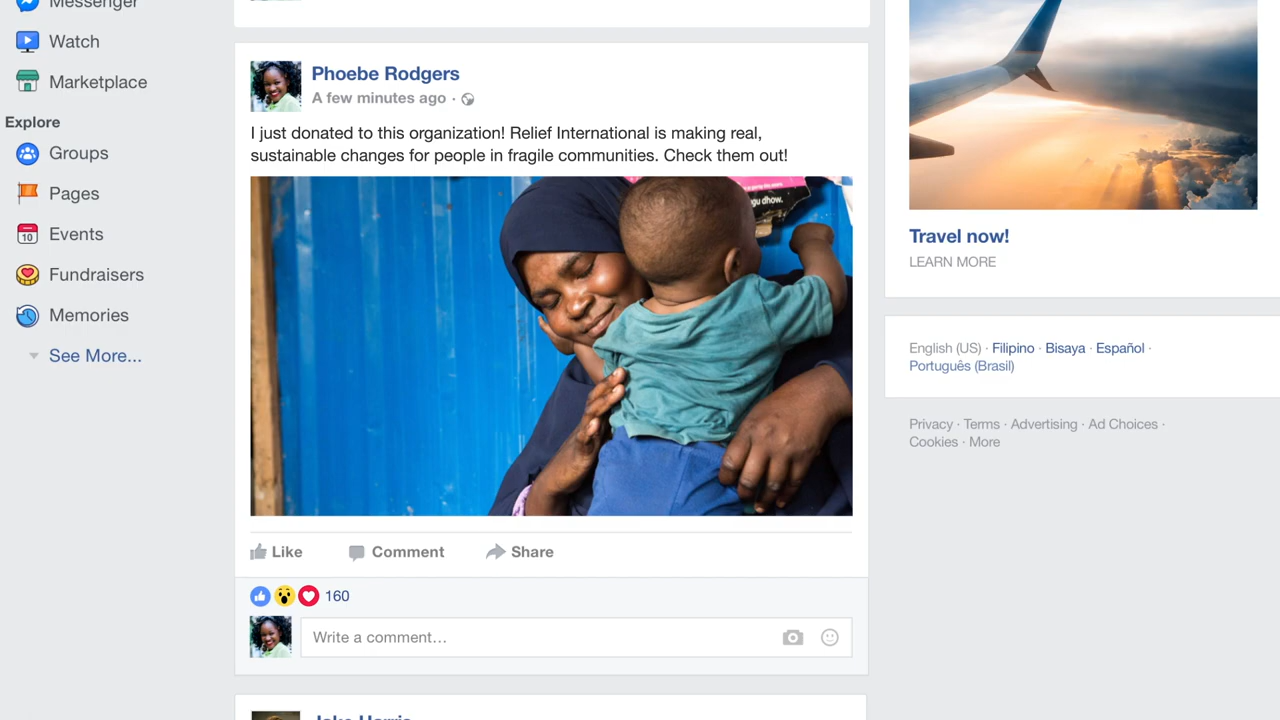 Messenger
Watch
Marketplace
Explore
Groups
Pages
10
Events
Fundraisers
Memories
See More...
Phoebe Rodgers
A few minutes ago ·
I just donated to this organization! Relief International is making real,
sustainable changes for people in fragile communities. Check them out!
gu dhow.
Like
Comment
Share
160
Write a comment...
Jake Harris
Travel now!
LEARN MORE
English (US) · Filipino · Bisaya · Español ·
Português (Brasil)
Privacy · Terms · Advertising · Ad Choices ·
Cookies · More